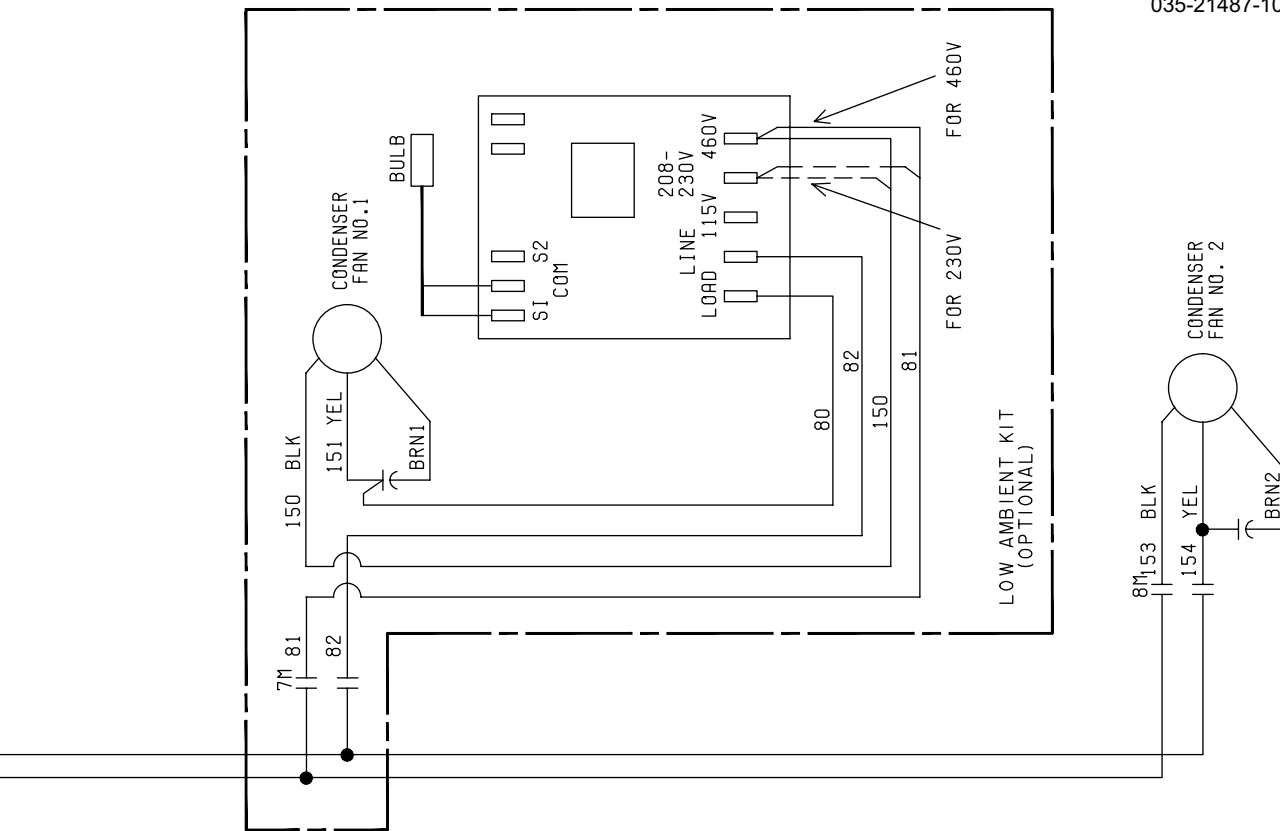 035-21487-10
BULB
CONDENSER
FAN NO.1
S2
COM
SI
460V
208-
230V
115V
LINE
LOAD
FOR 460V
FOR 230V
CONDENSER
FAN NO. 2
82
81
80
150
150 BLK
151 YEL
BRN1
LOW AMBIENT KIT
(OPTIONAL)
153 BLK
154 YEL
BRN2
8M
7M
81
82